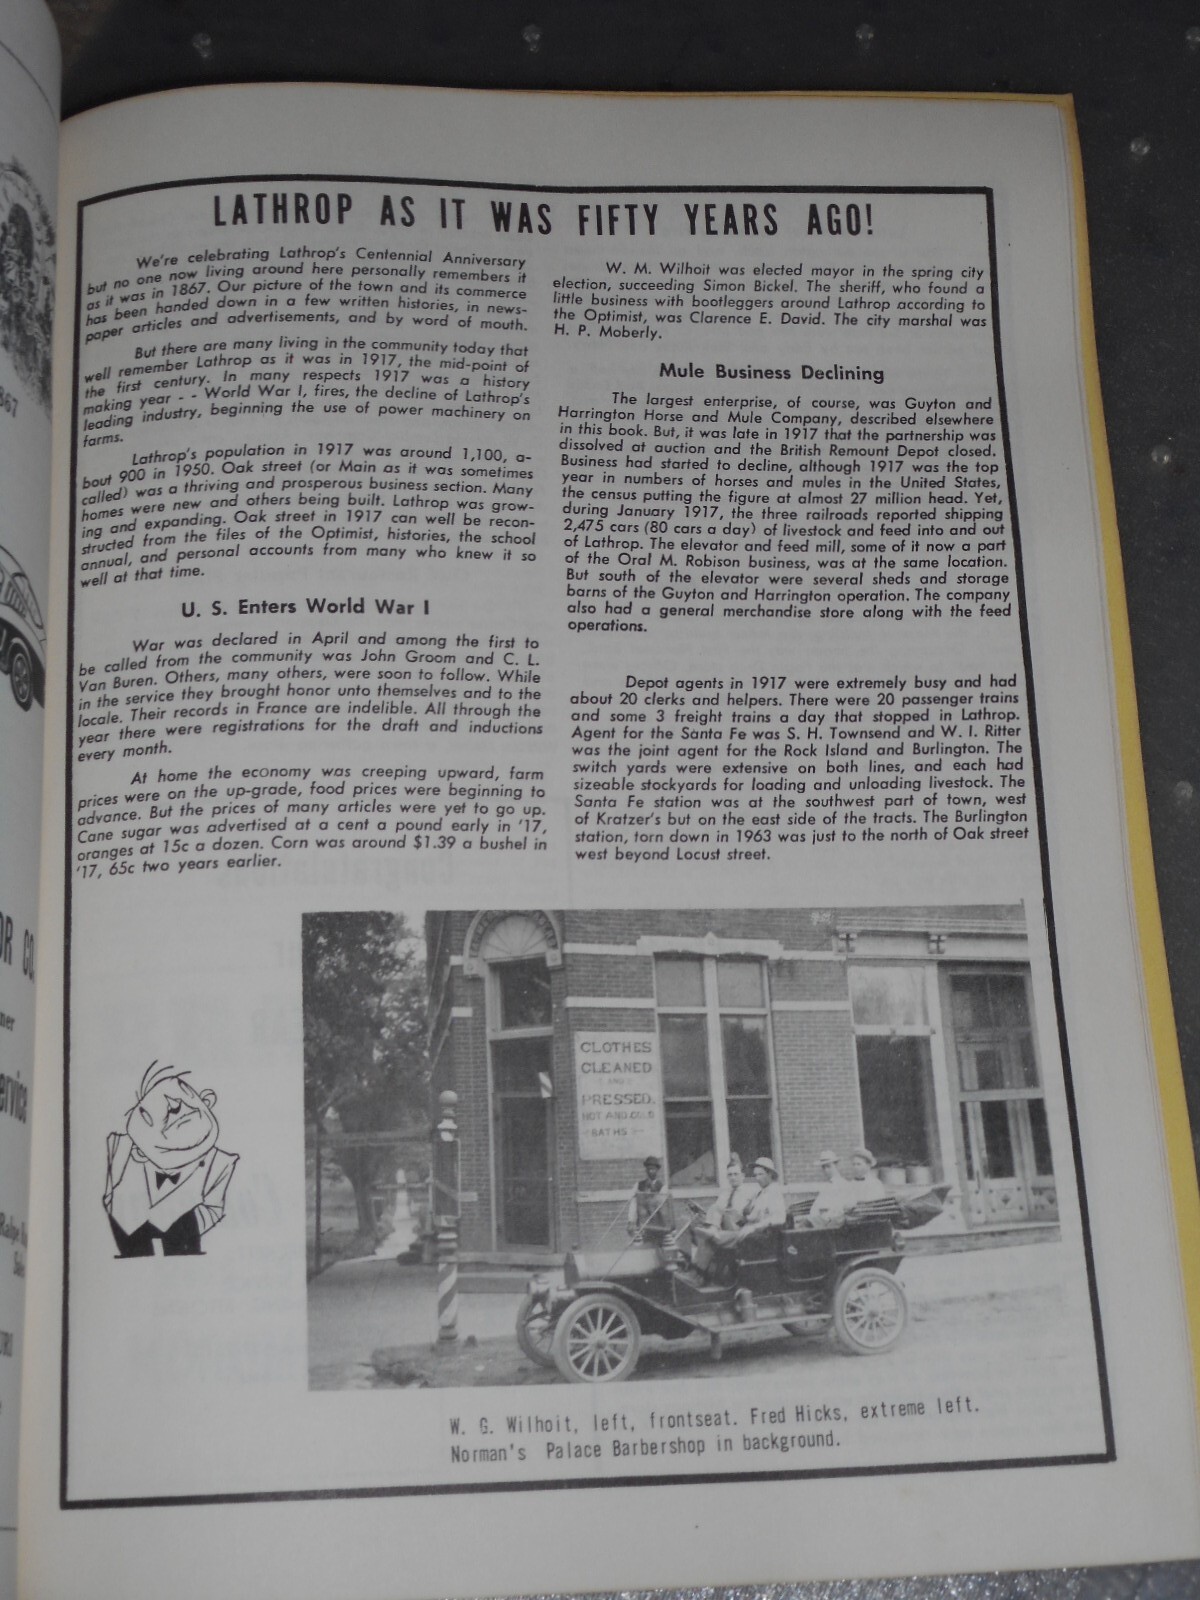 LATHROP AS IT WAS FIFTY YEARS AGO!
We're celebrating Lathrop's Centennial Anniversary
but no one now living around here personally remembers it
as it was in 1867. Our picture of the town and its commerce
has been handed down in a few written histories, in news-
paper articles and advertisements, and by word of mouth.
But there are many living in the community today that
well remember Lathrop as it was in 1917, the mid-point of
the first century. In many respects 1917 was a history
making year - - World War I, fires, the decline of Lathrop's
leading industry, beginning the use of power machinery on
farms.
Lathrop's population in 1917 was around 1,100, a-
bout 900 in 1950. Oak street (or Main as it was sometimes
called) was a thriving and prosperous business section. Many
homes were new and others being built. Lathrop was grow-
ing and expanding. Oak street in 1917 can well be recon-
structed from the files of the Optimist, histories, the school
annual, and personal accounts from many who knew it so
well at that time.
U. S. Enters World War I
War was declared in April and among the first to
be called from the community was John Groom and C. L.
Van Buren. Others, many others, were soon to follow. While
in the service they brought honor unto themselves and to the
locale. Their records in France are indelible. All through the
year there were registrations for the draft and inductions
every month.
At home the economy was creeping upward, farm
prices were on the up-grade, food prices were beginning to
advance. But the prices of many articles were yet to go up.
Cane sugar was advertised at a cent a pound early in '17,
oranges at 15c a dozen. Corn was around $1.39 a bushel in
'17, 65c two years earlier.
W. M. Wilhoit was elected mayor in the spring city
election, succeeding Simon Bickel. The sheriff, who found a
little business with bootleggers around Lathrop according to
the Optimist, was Clarence E. David. The city marshal was
H. P. Moberly.
Mule Business Declining
The largest enterprise, of course, was Guyton and
Harrington Horse and Mule Company, described elsewhere
in this book. But, it was late in 1917 that the partnership was
dissolved at auction and the British Remount Depot closed.
Business had started to decline, although 1917 was the top
year in numbers of horses and mules in the United States,
the census putting the figure at almost 27 million head. Yet,
during January 1917, the three railroads reported shipping
2,475 cars (80 cars a day) of livestock and feed into and out
of Lathrop. The elevator and feed mill, some of it now a part
of the Oral M. Robison business, was at the same location.
But south of the elevator were several sheds and storage
barns of the Guyton and Harrington operation. The company
also had a general merchandise store along with the feed
operations.
Depot agents in 1917 were extremely busy and had
about 20 clerks and helpers. There were 20 passenger trains
and some 3 freight trains a day that stopped in Lathrop.
Agent for the Santa Fe was S. H. Townsend and W. I. Ritter
was the joint agent for the Rock Island and Burlington. The
switch yards were extensive on both lines, and each had
sizeable stockyards for loading and unloading livestock. The
Santa Fe station was at the southwest part of town, west
of Kratzer's but on the east side of the tracts. The Burlington
station, torn down in 1963 was just to the north of Oak street
west beyond Locust street.
CLOTHES
CLEANED
AND
PRESSED.
HOT AND COLD
BATHS
W. G. Wilhoit, left, frontseat. Fred Hicks, extreme left.
Norman's Palace Barbershop in background.
867
OR CO.
ner
ervice